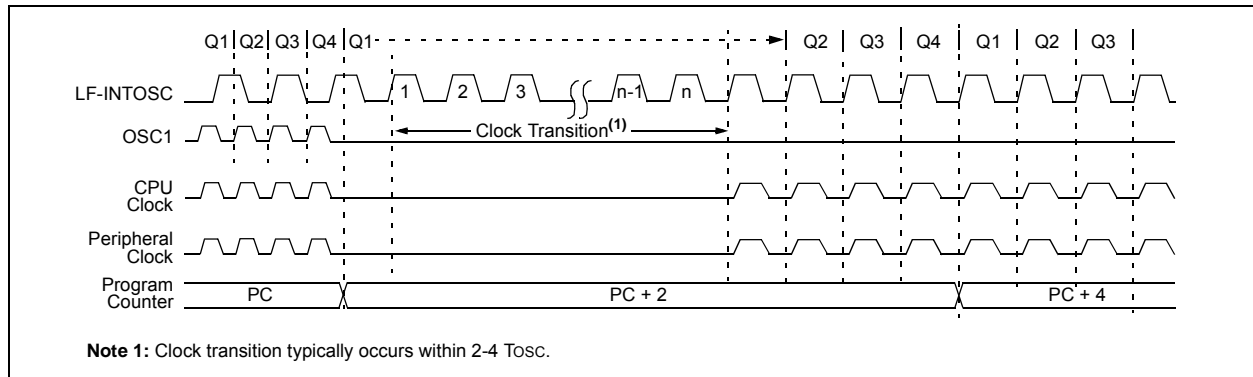 Q1 Q2 Q3 Q4 Q1 Q2 Q3 Q4 Q1 Q2 Q3
LF-INTOSC 1 2 3 n-1 n
OSC1 Clock Transition(1)
CPU
Clock
Peripheral
Clock
Program
Counter
PC PC + 2 PC + 4
Note 1: Clock transition typically occurs within 2-4 TOSC.